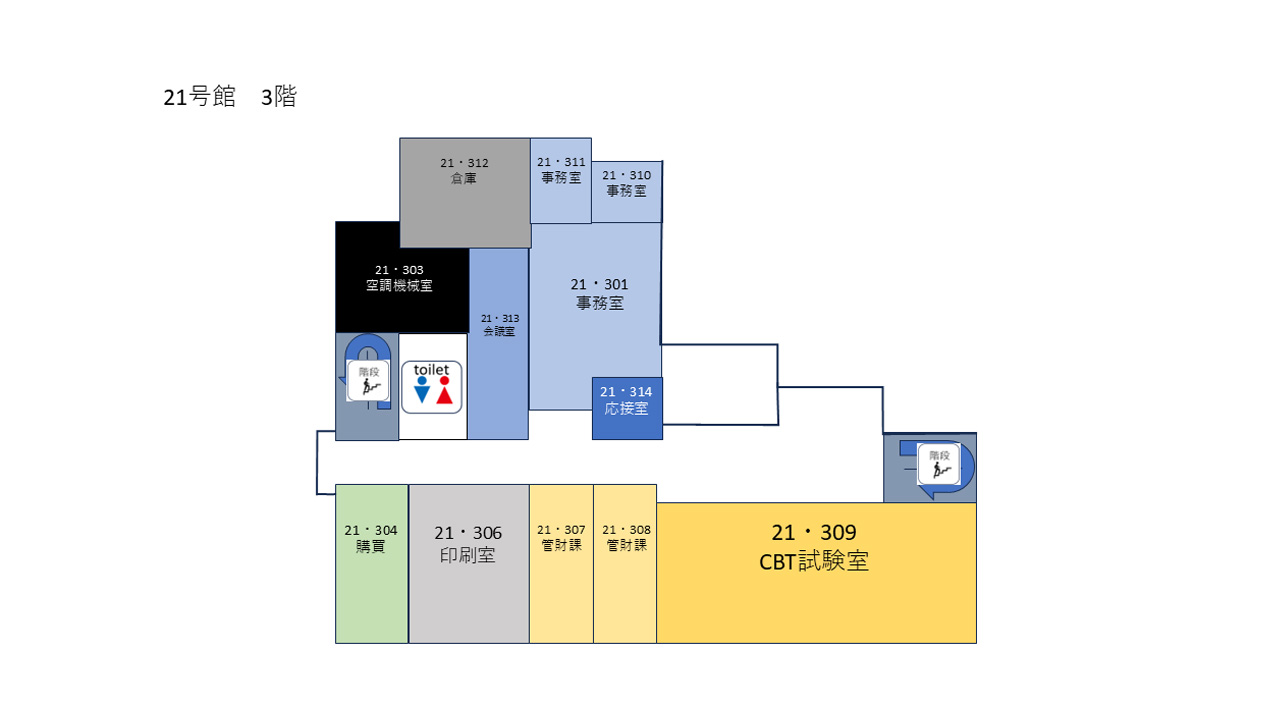 21号館　3階
21・312
倉庫
21・311
事務室
21・310
事務室
21・303
空調機械室
21・301
事務室
21・313
会議室
階段
toilet
21・314
応接室
階段
21・304
購買
21・306
印刷室
21・307
管財課
21・308
管財課
21・309
CBT試験室